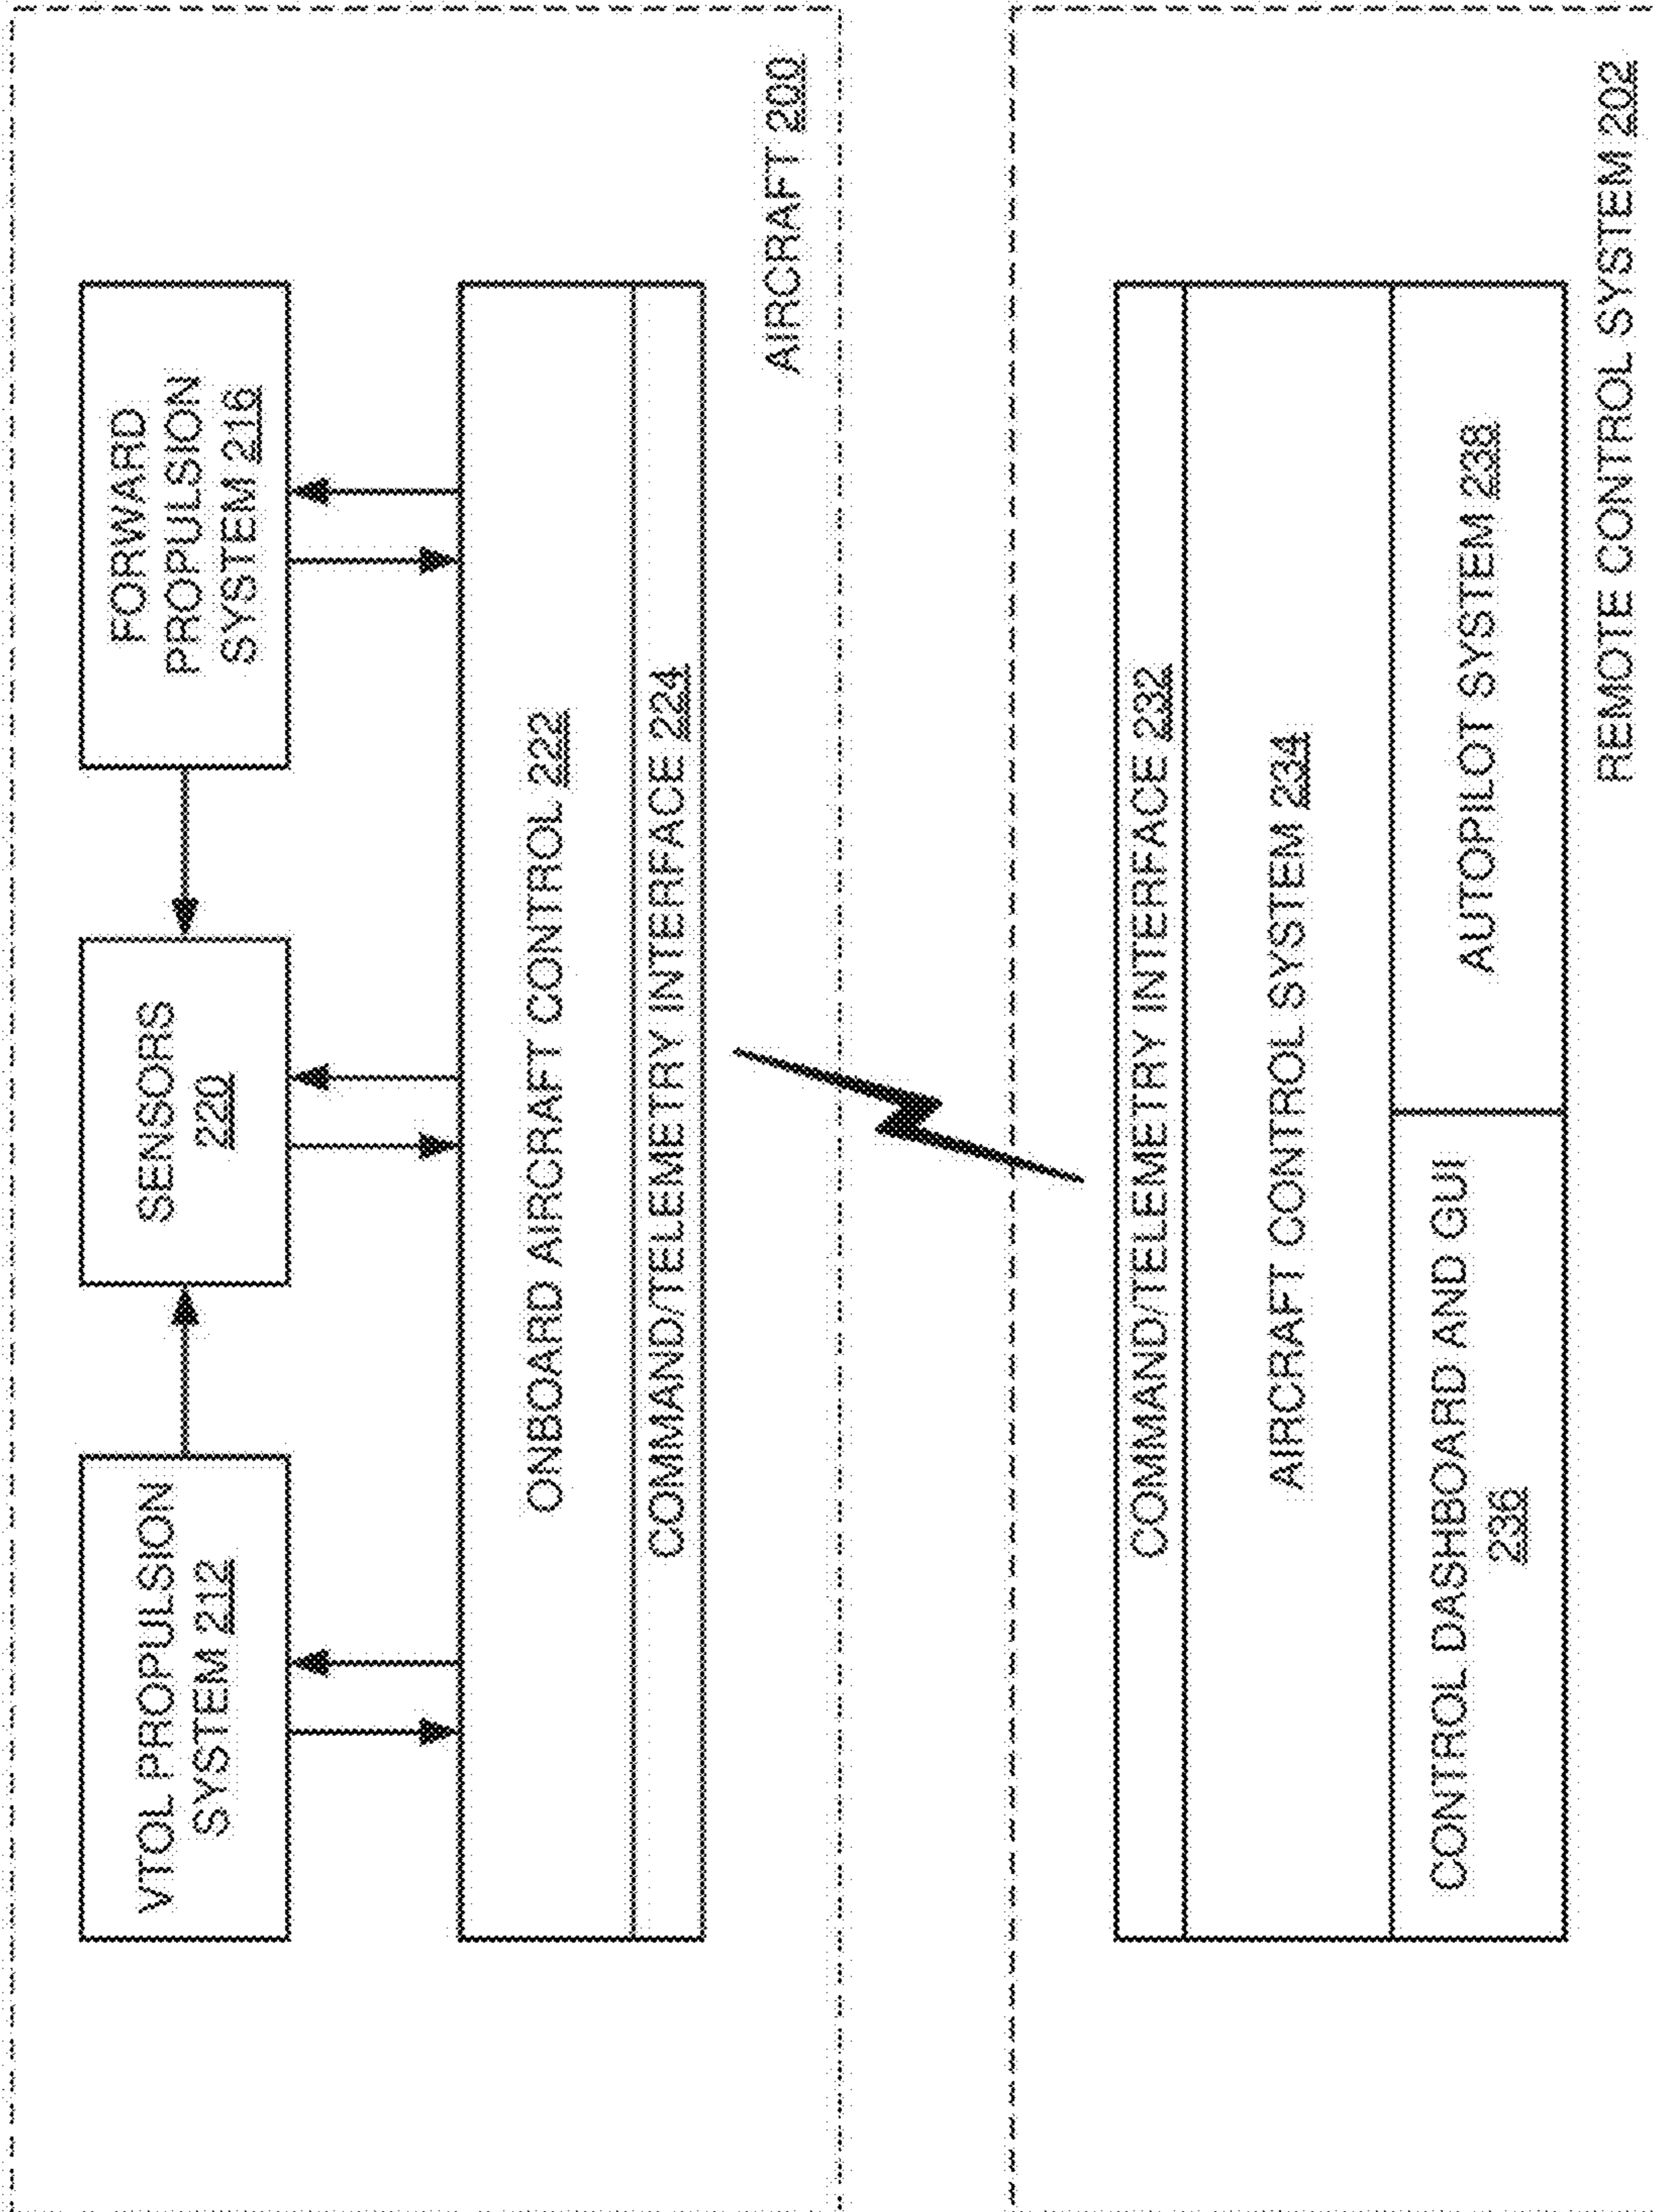 VTOL PROPULSION
SYSTEM 212
SENSORS
220
FORWARD
PROPULSION
SYSTEM 216
ONBOARD AIRCRAFT CONTROL 222
COMMAND/TELEMETRY INTERFACE 224
AIRCRAFT 200
COMMAND/TELEMETRY INTERFACE 232
AIRCRAFT CONTROL SYSTEM 234
CONTROL DASHBOARD AND GUI
236
AUTOPILOT SYSTEM 238
REMOTE CONTROL SYSTEM 202